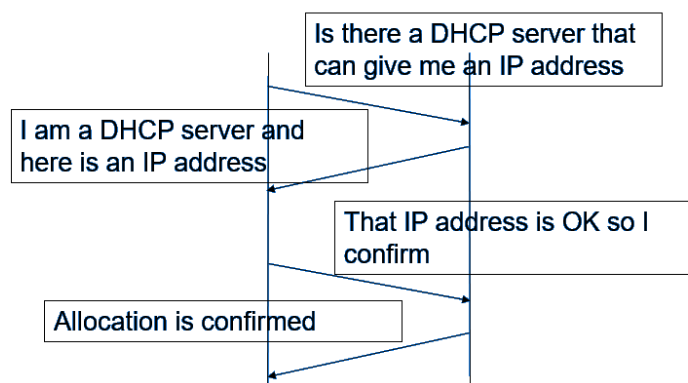 Is there a DHCP server that
can give me an IP address
I am a DHCP server and
here is an IP address
That IP address is OK so I
confirm
Allocation is confirmed